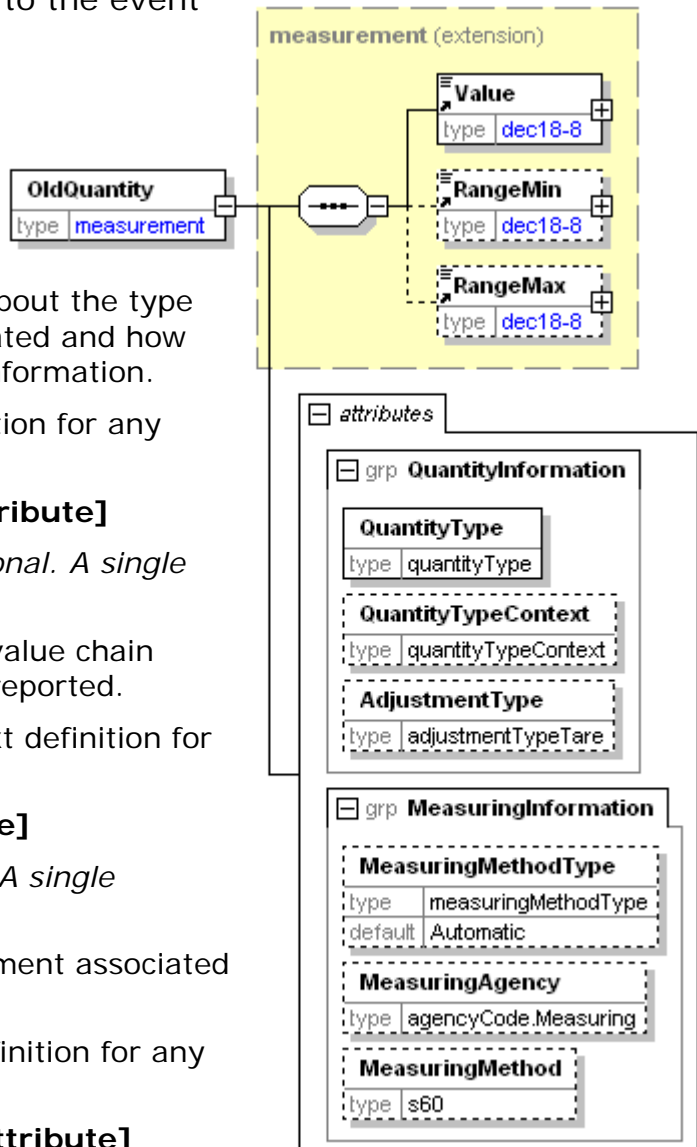 to the event
measurement (extension)
Value
type dec18-8
OldQuantity
type measurement
RangeMin
type dec18-8
RangeMax
type dec18-8
bout the type
ated and how
formation.
tion for any
ribute]
onal. A single
value chain
reported.
t definition for
e]
A single
ment associated
inition for any
ttribute]
attributes
grp QuantityInformation
QuantityType
type quantityType
QuantityTypeContext
type quantityTypeContext
AdjustmentType
type adjustmentTypeTare
grp MeasuringInformation
MeasuringMethodType
type measuringMethodType
default Automatic
MeasuringAgency
type agencyCode.Measuring
MeasuringMethod
type s60